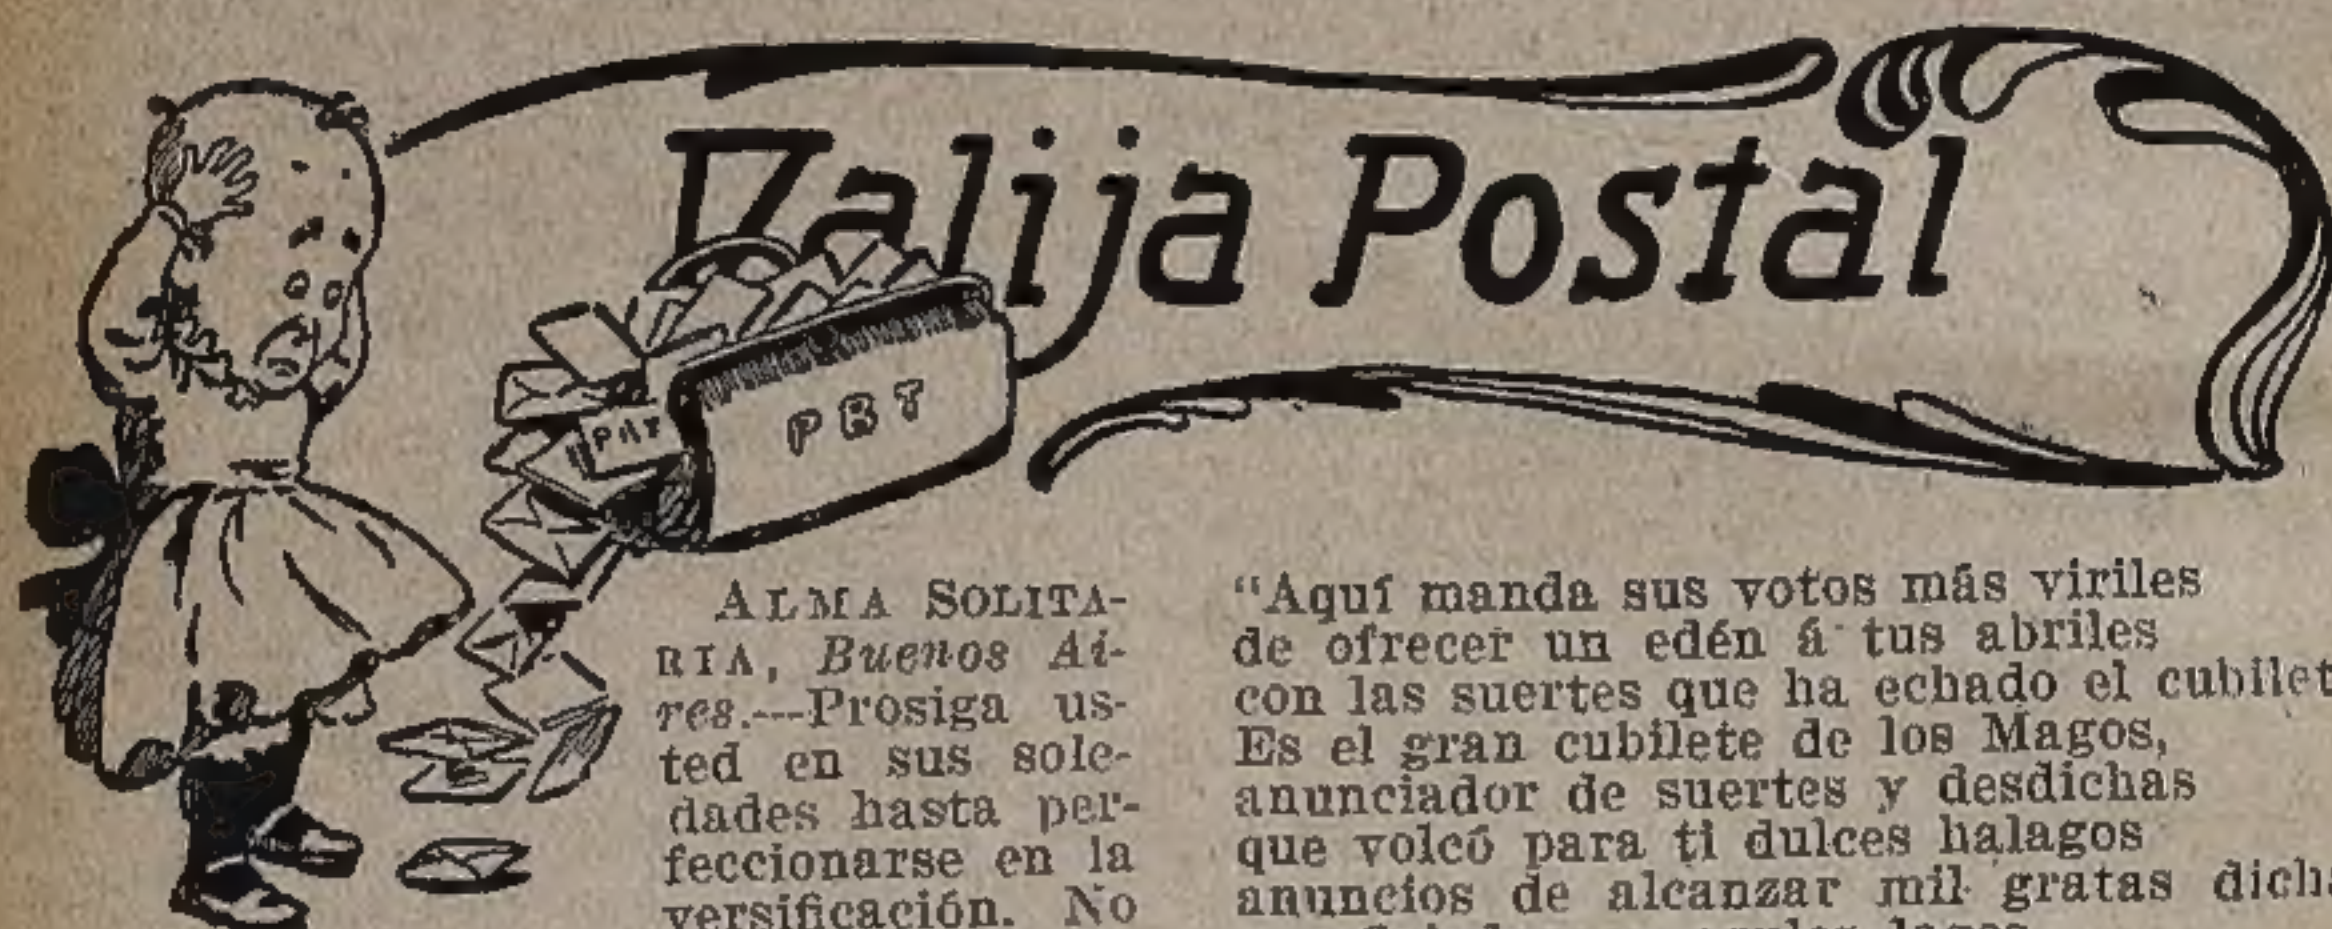 Valija Postal
PBT
ALMA SOLITA-
RIA, Buenos Ai-
res.---Prosiga us-
ted en sus sole-
dades hasta per-
feccionarse en la
versificación. No
“Aquí manda sus votos más viriles
de ofrecer un edén á tus abriles
con las suertes que ha echado el cubilet
Es el gran cubilete de los Magos,
anunciador de suertes y desdichas
que volcó para ti dulces halagos
anuncios de alcanzar mil gratas dicha
lagos